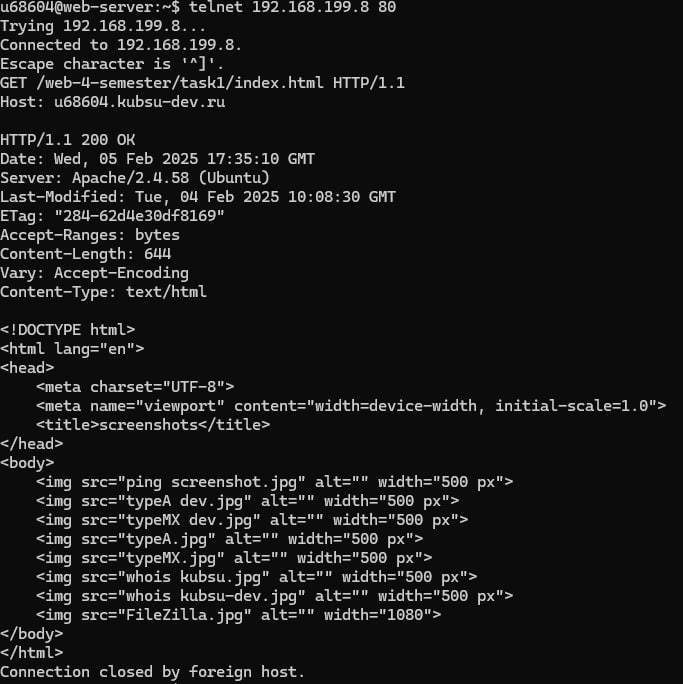 u68604@web-server:~$ telnet 192.168.199.8 80
Trying 192.168.199.8...
Connected to 192.168.199.8.
Escape character is '^]'.
GET /web-4-semester/task1/index.html HTTP/1.1
Host: u68604.kubsu-dev.ru

HTTP/1.1 200 OK
Date: Wed, 05 Feb 2025 17:35:10 GMT
Server: Apache/2.4.58 (Ubuntu)
Last-Modified: Tue, 04 Feb 2025 10:08:30 GMT
ETag: "284-62d4e30df8169"
Accept-Ranges: bytes
Content-Length: 644
Vary: Accept-Encoding
Content-Type: text/html

<!DOCTYPE html>
<html lang="en">
<head>
    <meta charset="UTF-8">
    <meta name="viewport" content="width=device-width, initial-scale=1.0">
    <title>screenshots</title>
</head>
<body>
    <img src="ping screenshot.jpg" alt="" width="500 px">
    <img src="typeA dev.jpg" alt="" width="500 px">
    <img src="typeMX dev.jpg" alt="" width="500 px">
    <img src="typeA.jpg" alt="" width="500 px">
    <img src="typeMX.jpg" alt="" width="500 px">
    <img src="whois kubsu.jpg" alt="" width="500 px">
    <img src="whois kubsu-dev.jpg" alt="" width="500 px">
    <img src="FileZilla.jpg" alt="" width="1080">
</body>
</html>
Connection closed by foreign host.